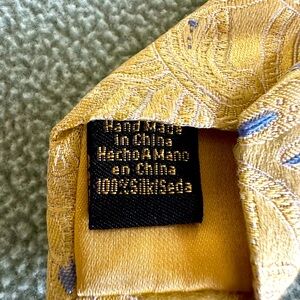 Hand Made
in China
Hecho A Mano
en China
100% Silk/Seda